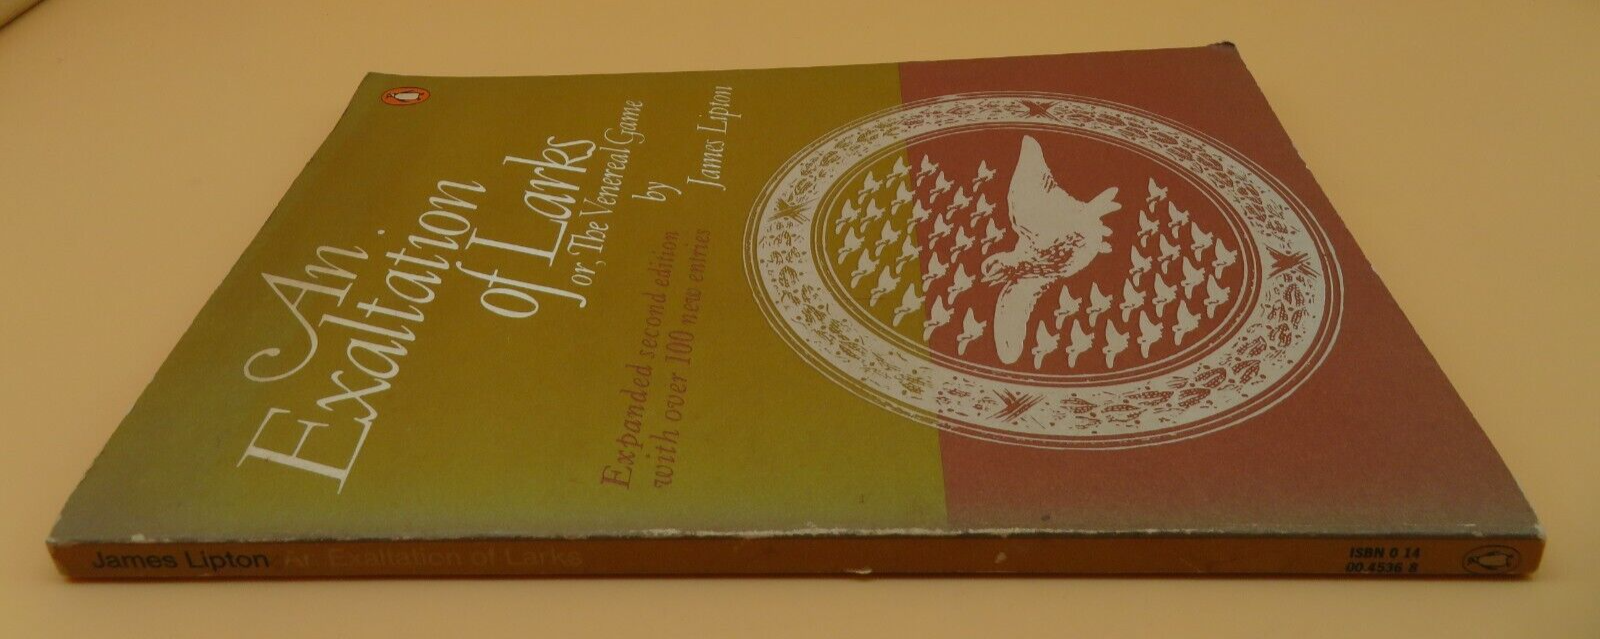 An
Exaltation
of Larks
or, The Venereal Game
by
James Lipton
Expanded second edition
with over 100 new entries
James Lipton An Exaltation of Larks
ISBN 0 14
00.4536 8